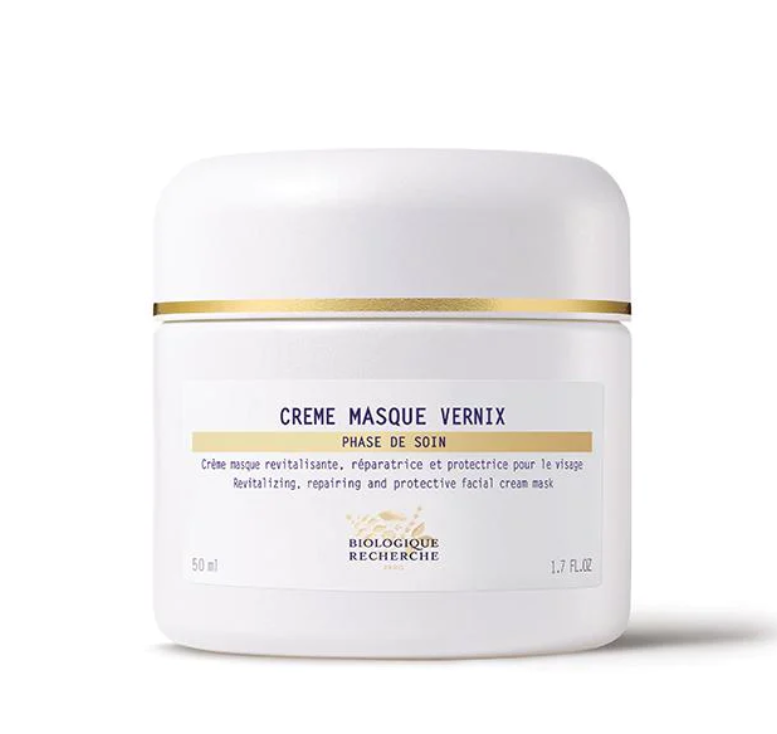 CREME MASQUE VERNIX
PHASE DE SOIN
Crème masque revitalisante, réparatrice et protectrice pour le visage
Revitalizing, repairing and protective facial cream mask
BIOLOGIQUE
RECHERCHE
PARIS
50 ml
1.7 FL.OZ